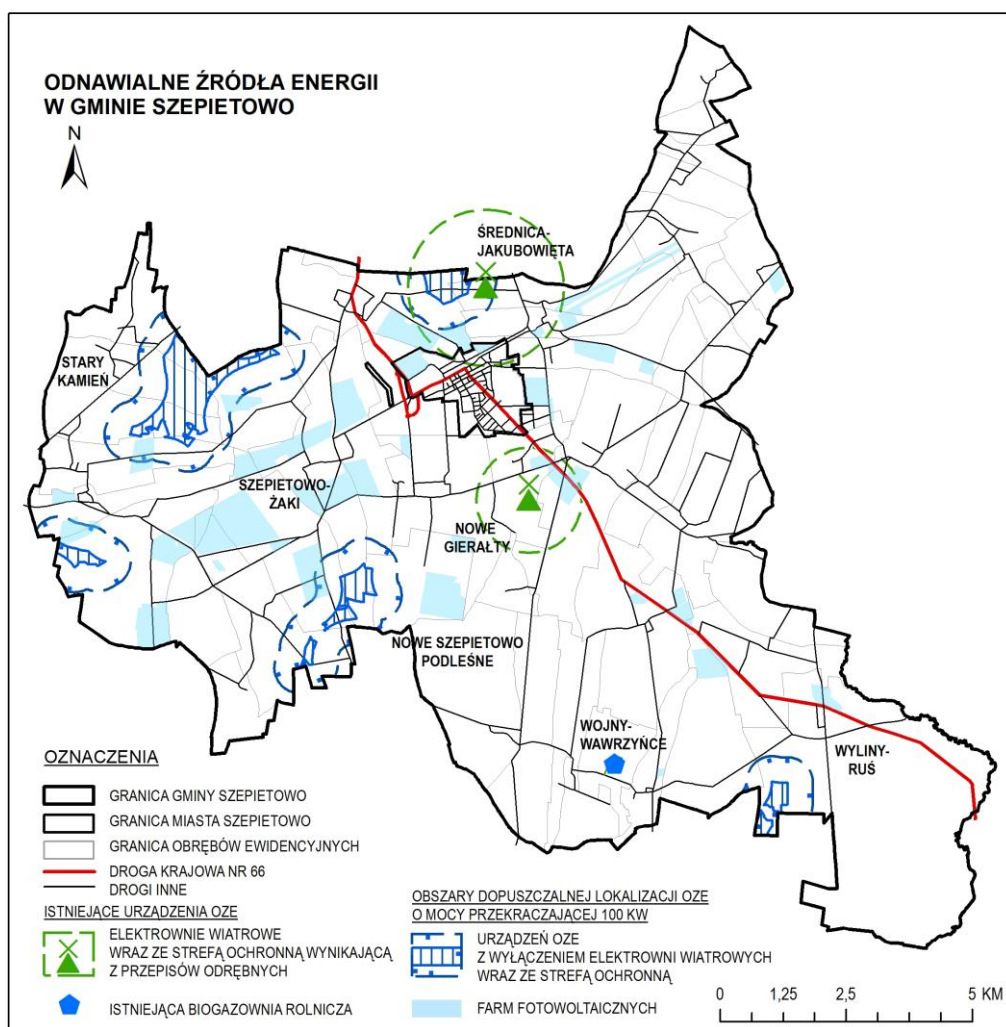 ODNAWIALNE ŹRÓDŁA ENERGII
W GMINIE SZEPIETOWO
N
ŚREDNICA-
JAKUBOWIĘTA
STARY
KAMIEŃ
SZEPIETOWO-
ŻAKI
NOWE
GIERAŁTY
NOWE SZEPIETOWO
PODLEŚNE
WOJNY-
WAWRZYŃCE
WYLINY-
RUŚ
OZNACZENIA
GRANICA GMINY SZEPIETOWO
GRANICA MIASTA SZEPIETOWO
GRANICA OBRĘBÓW EWIDENCYJNYCH
DROGA KRAJOWA NR 66
DROGI INNE
ISTNIEJĄCE URZĄDZENIA OZE
ELEKTROWNIE WIATROWE
WRAZ ZE STREFĄ OCHRONNĄ WYNIKAJĄCĄ
Z PRZEPISÓW ODRĘBNYCH
ISTNIEJĄCA BIOGAZOWNIA ROLNICZA
OBSZARY DOPUSZCZALNEJ LOKALIZACJI OZE
O MOCY PRZEKRACZAJĄCEJ 100 KW
URZĄDZEŃ OZE
Z WYŁĄCZENIEM ELEKTROWNI WIATROWYCH
WRAZ ZE STREFĄ OCHRONNĄ
FARM FOTOWOLTAICZNYCH
0 1,25 2,5 5 KM